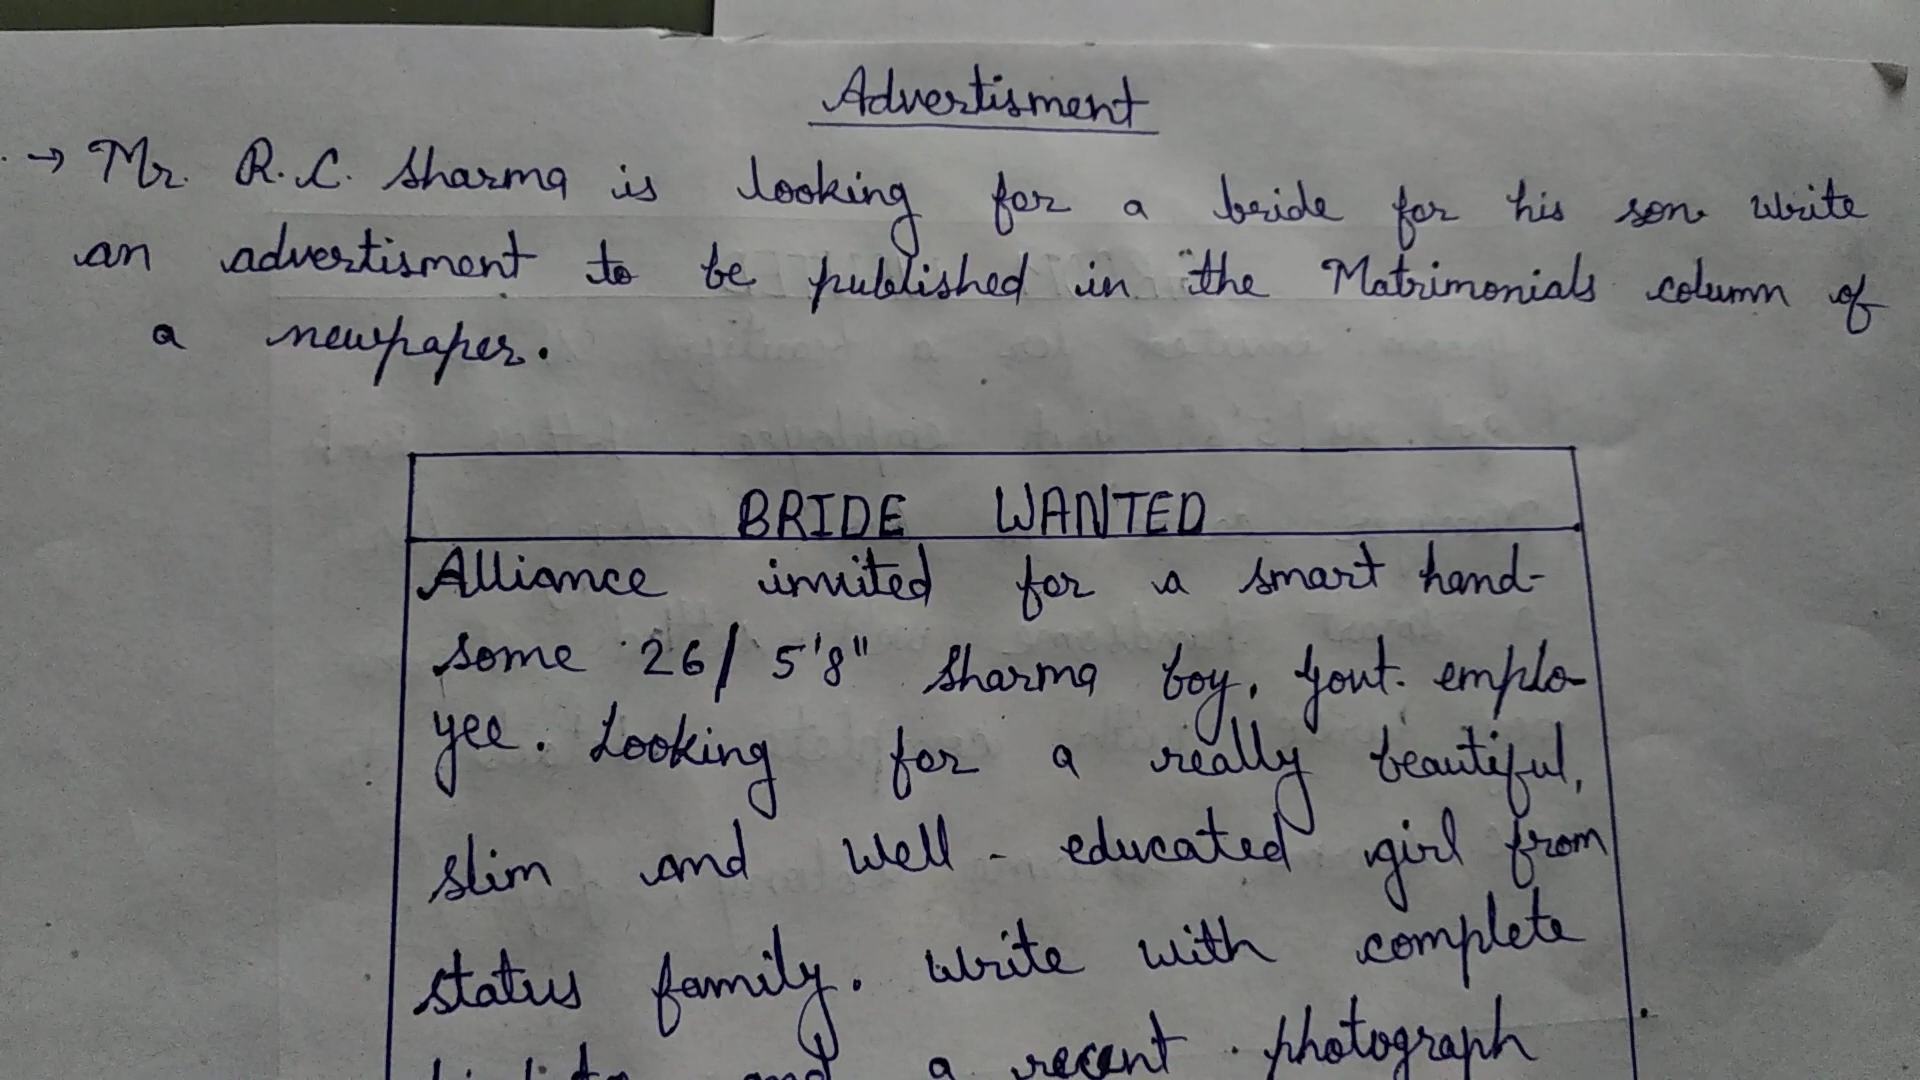 Advertisment
→ Mr. R.C. Sharma is looking for a bride for his son. Write
an advertisment to be published in the Matrimonials column of
a newpaper.
BRIDE WANTED
Alliance invited for a smart hand-
some 26/ 5'8" Sharma boy, Govt. emplo-
yee. Looking for a really beautiful,
slim and well-educated girl from
status family. Write with complete
and a recent photograph